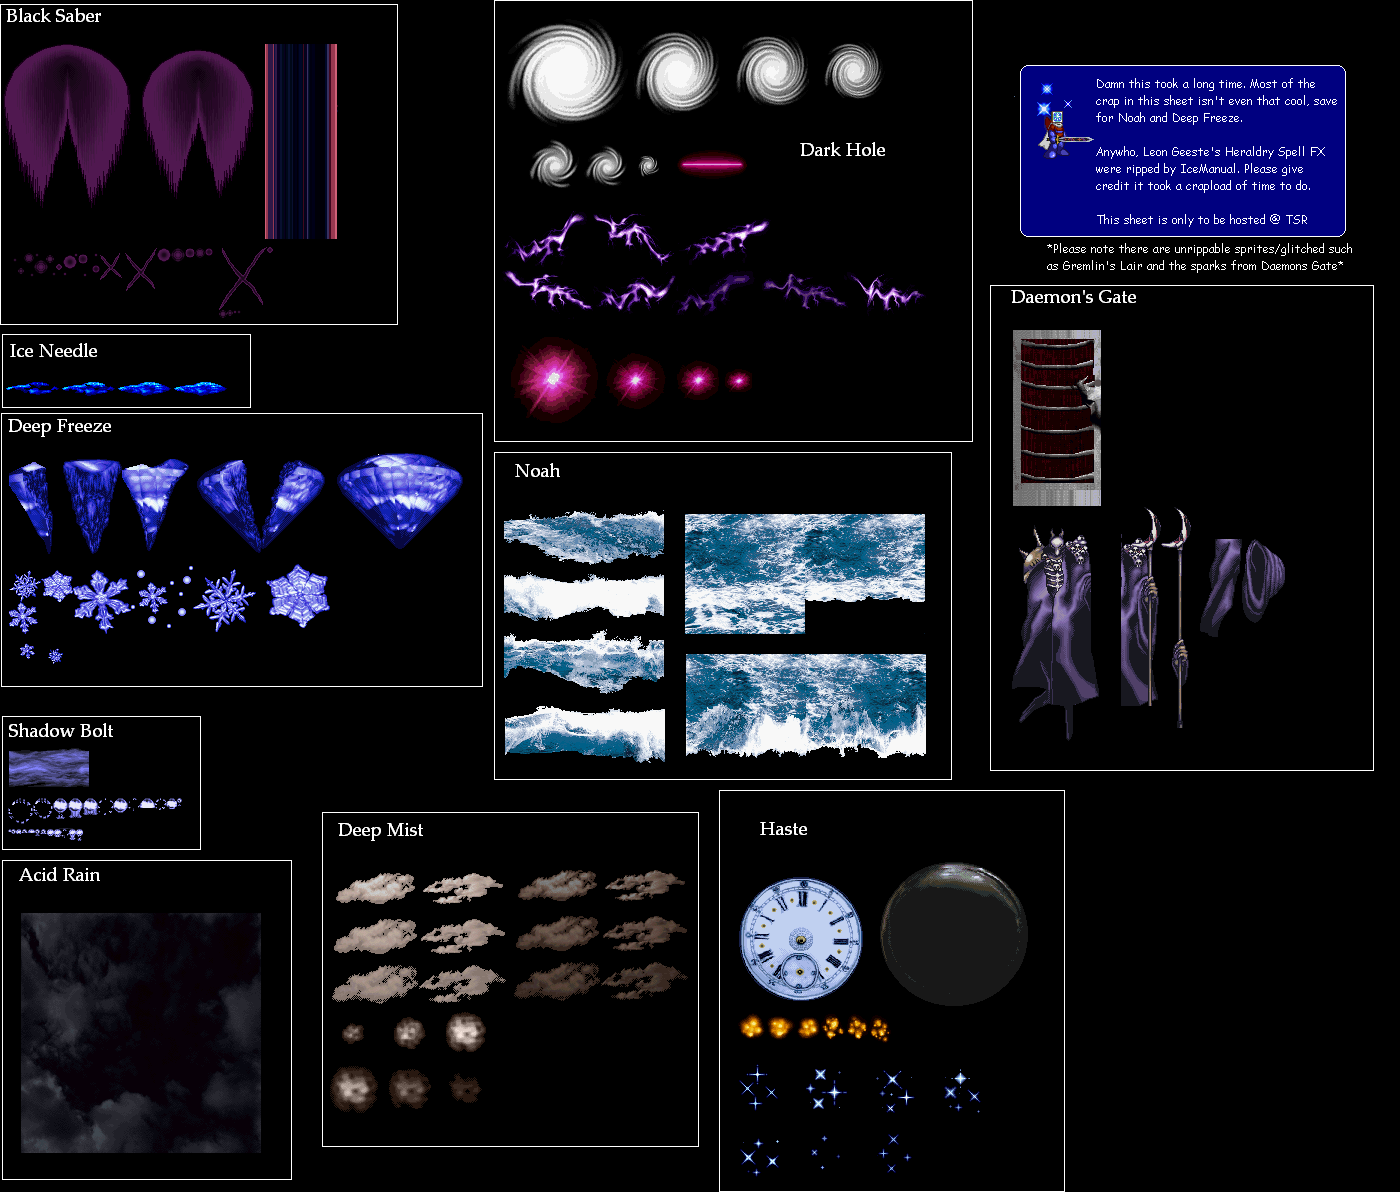 Black Saber
Dark Hole
Damn this took a long time. Most of the
crap in this sheet isn't even that cool, save
for Noah and Deep Freeze.
Anywho, Leon Geeste's Heraldry Spell FX
were ripped by IceManual. Please give
credit it took a crapload of time to do.
This sheet is only to be hosted @ TSR
*Please note there are unrippable sprites/glitched such
as Gremlin's Lair and the sparks from Daemons Gate*
Daemon's Gate
Ice Needle
Deep Freeze
Noah
Shadow Bolt
Deep Mist
Haste
Acid Rain